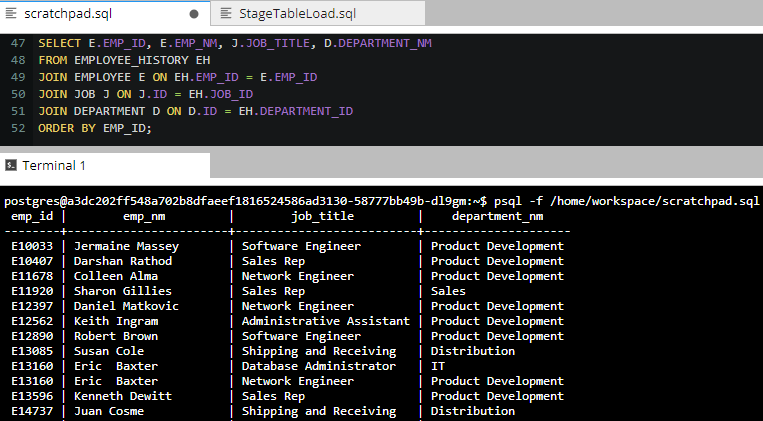 scratchpad.sql StageTableLoad.sql
47 SELECT E.EMP_ID, E.EMP_NM, J.JOB_TITLE, D.DEPARTMENT_NM
48 FROM EMPLOYEE_HISTORY EH
49 JOIN EMPLOYEE E ON EH.EMP_ID = E.EMP_ID
50 JOIN JOB J ON J.ID = EH.JOB_ID
51 JOIN DEPARTMENT D ON D.ID = EH.DEPARTMENT_ID
52 ORDER BY EMP_ID;
Terminal 1
postgres@a3dc202ff548a702b8dfaeef1816524586ad3130-58777bb49b-dl9gm:~$ psql -f /home/workspace/scratchpad.sql
emp_id | emp_nm | job_title | department_nm
--------+------------------------+--------------------------+---------------------
E10033 | Jermaine Massey | Software Engineer | Product Development
E10407 | Darshan Rathod | Sales Rep | Product Development
E11678 | Colleen Alma | Network Engineer | Product Development
E11920 | Sharon Gillies | Sales Rep | Sales
E12397 | Daniel Matkovic | Network Engineer | Product Development
E12562 | Keith Ingram | Administrative Assistant | Product Development
E12890 | Robert Brown | Software Engineer | Product Development
E13085 | Susan Cole | Shipping and Receiving | Distribution
E13160 | Eric  Baxter | Database Administrator | IT
E13160 | Eric  Baxter | Network Engineer | Product Development
E13596 | Kenneth Dewitt | Sales Rep | Product Development
E14737 | Juan Cosme | Shipping and Receiving | Distribution